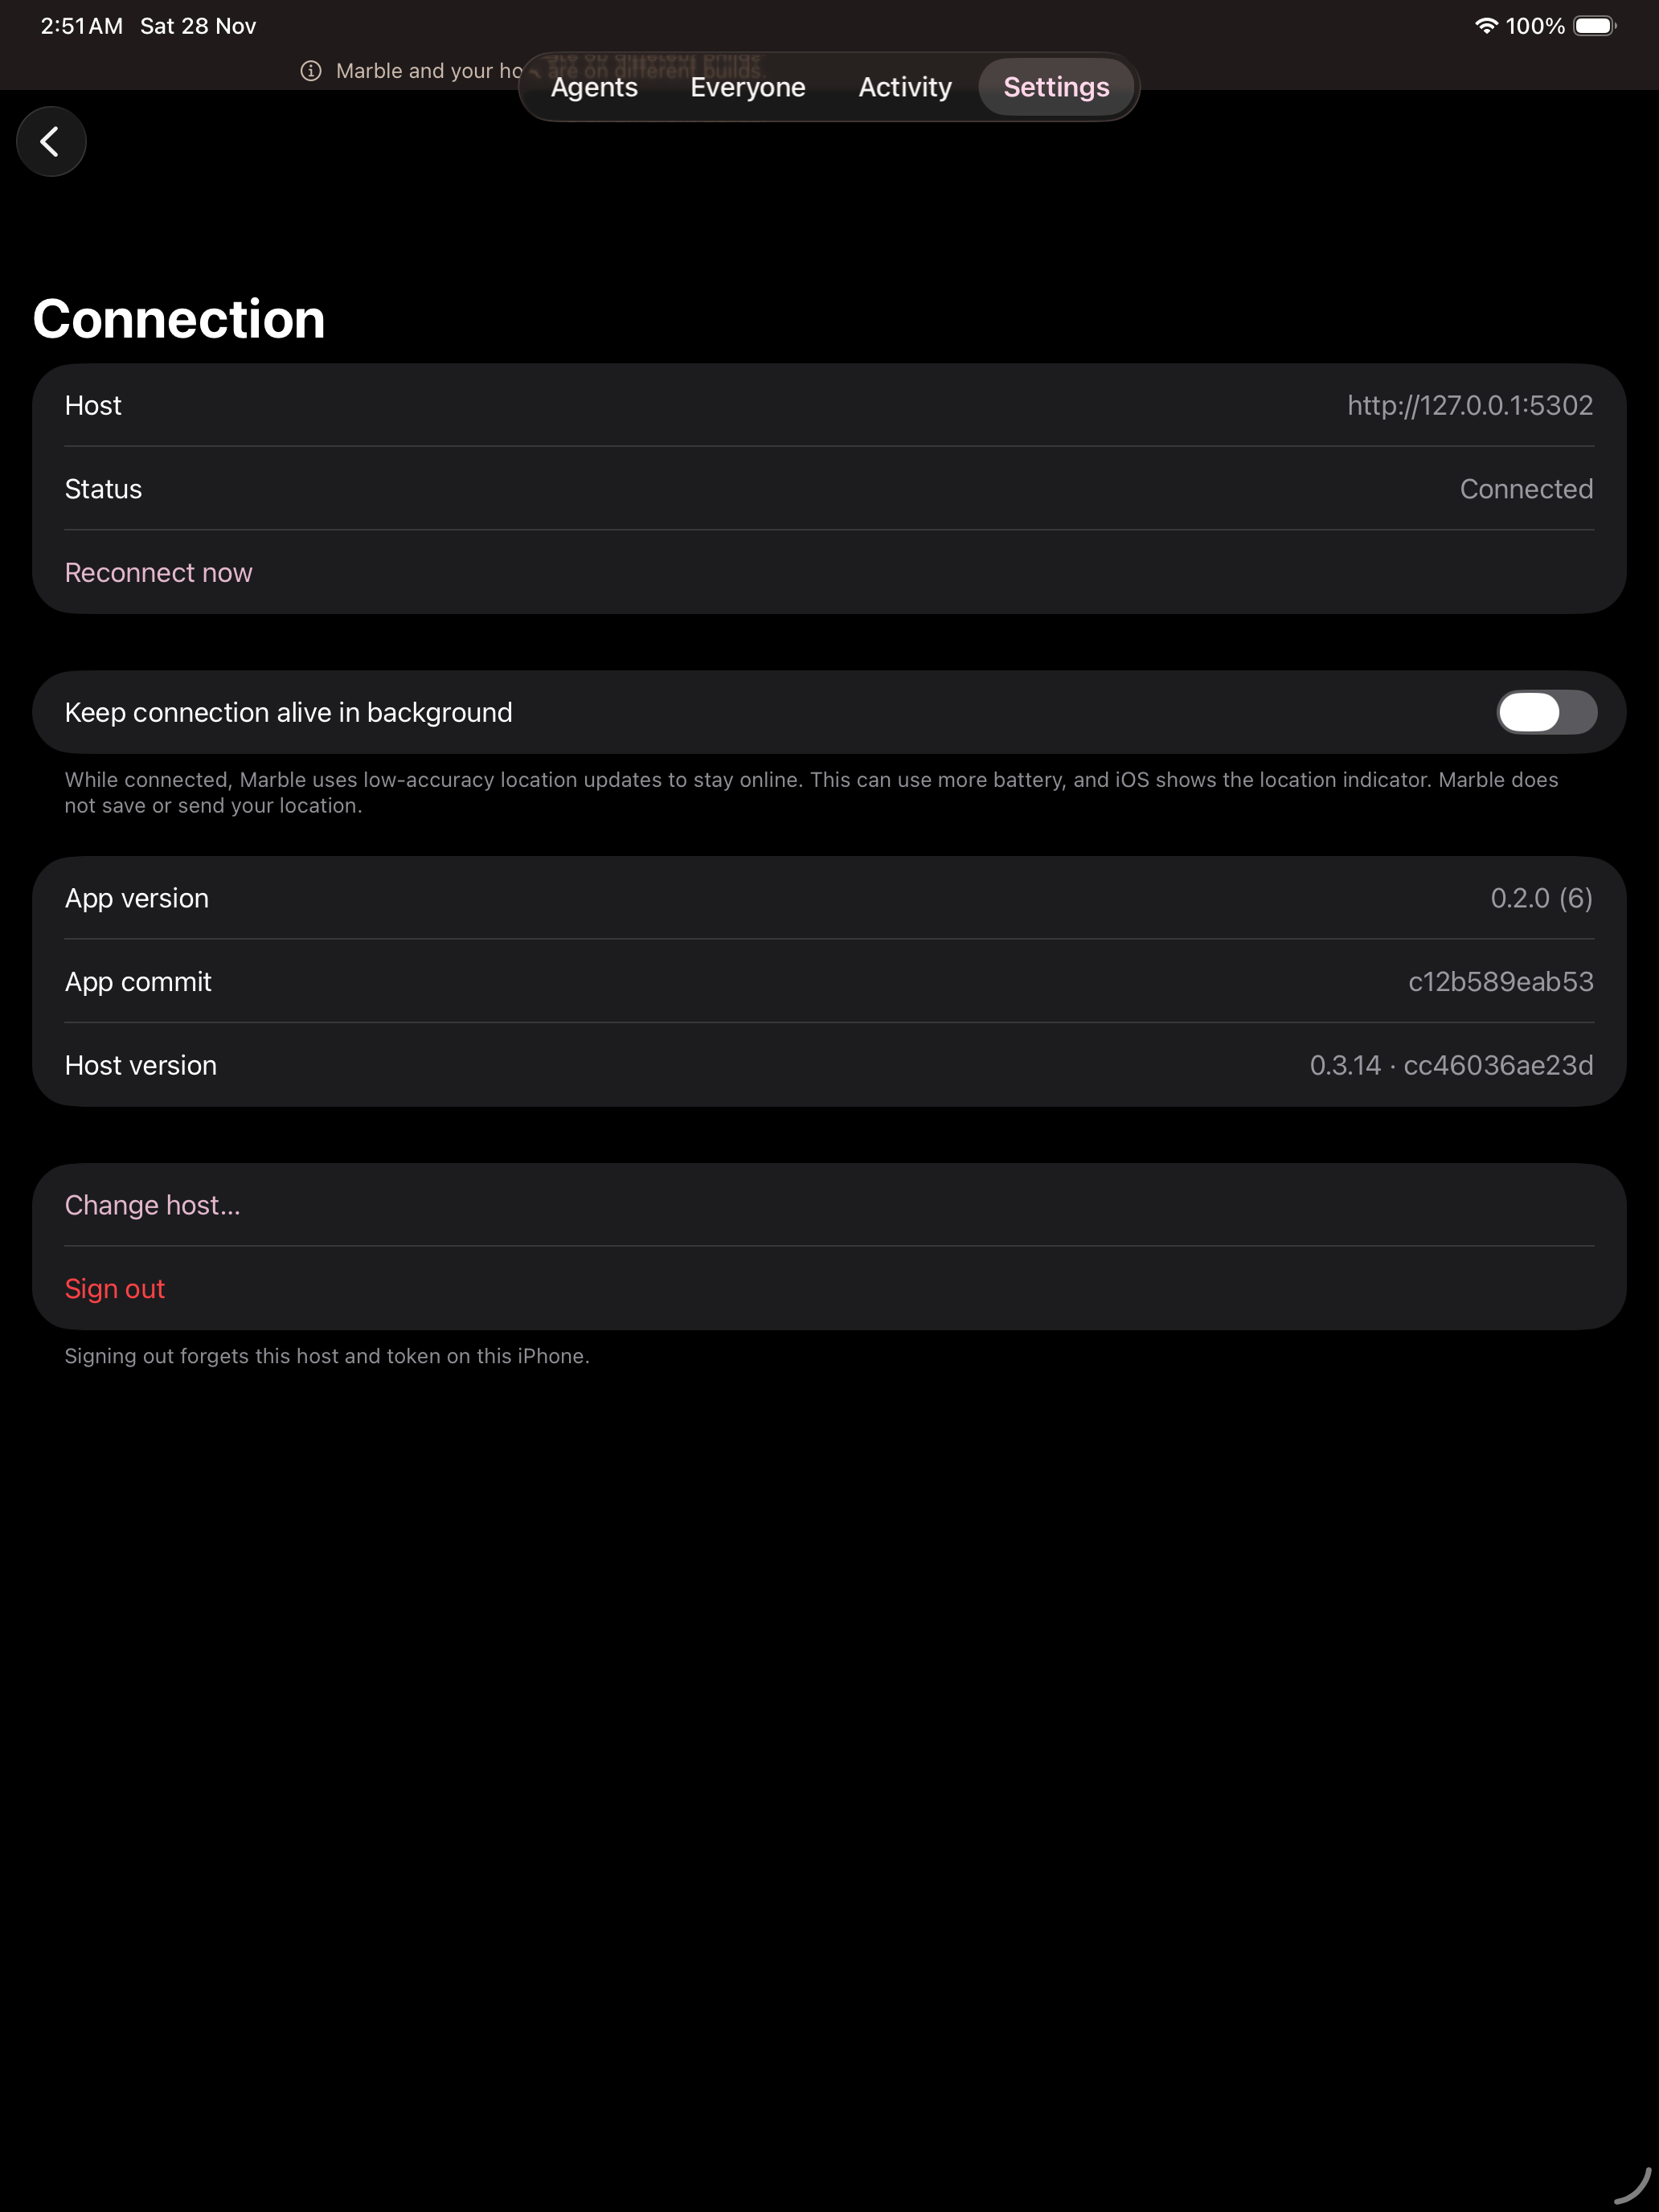 2:51 AM Sat 28 Nov
100%
Marble and your ho are on different builds.
Agents Everyone Activity Settings
Connection
Host http://127.0.0.1:5302
Status Connected
Reconnect now
Keep connection alive in background
While connected, Marble uses low-accuracy location updates to stay online. This can use more battery, and iOS shows the location indicator. Marble does
not save or send your location.
App version 0.2.0 (6)
App commit c12b589eab53
Host version 0.3.14 · cc46036ae23d
Change host...
Sign out
Signing out forgets this host and token on this iPhone.